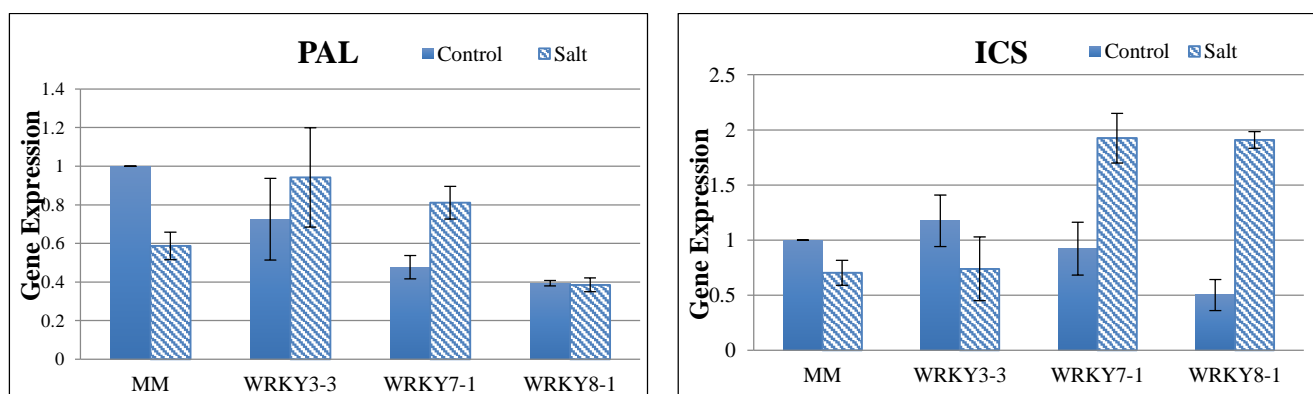 PAL
Control
Salt
Gene Expression
1.4
1.2
1
0.8
0.6
0.4
0.2
0
MM
WRKY3-3
WRKY7-1
WRKY8-1
ICS
Control
Salt
Gene Expression
2.5
2
1.5
1
0.5
0
MM
WRKY3-3
WRKY7-1
WRKY8-1